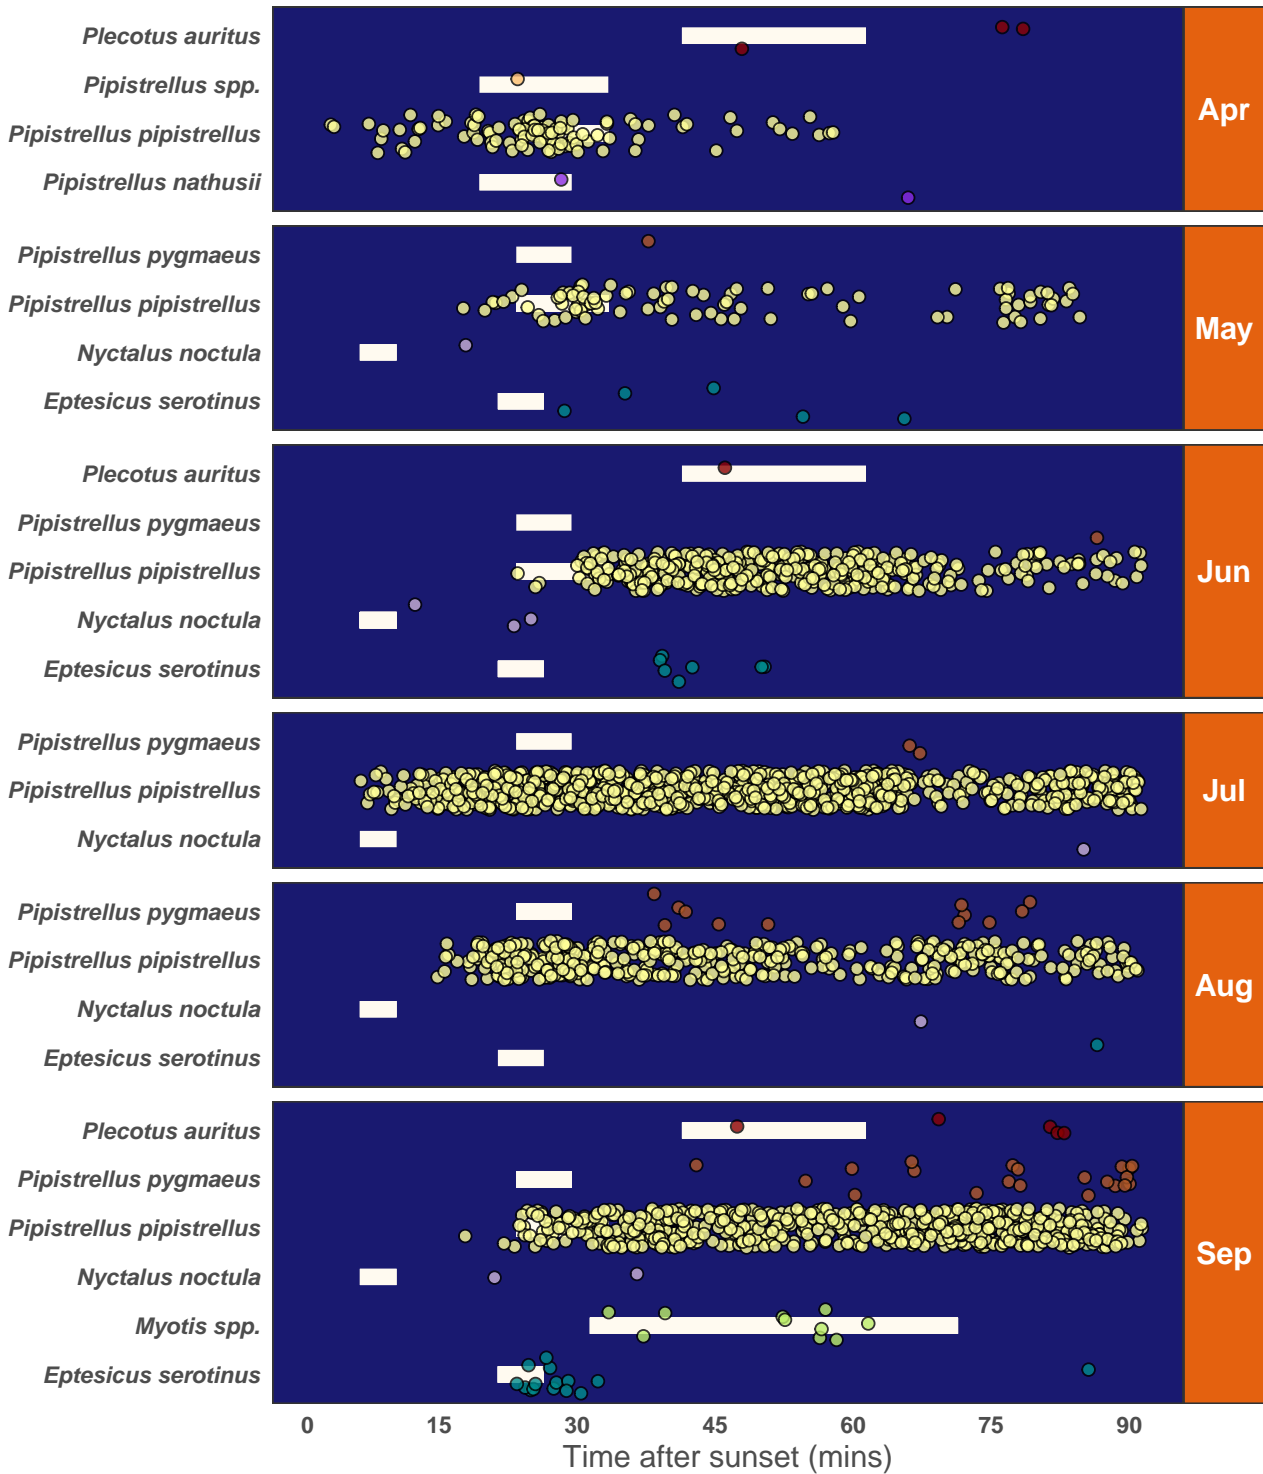 Plecotus auritus
Pipistrellus spp.
Pipistrellus pipistrellus
Pipistrellus nathusii
Apr
Pipistrellus pygmaeus
Pipistrellus pipistrellus
Nyctalus noctula
Eptesicus serotinus
May
Plecotus auritus
Pipistrellus pygmaeus
Pipistrellus pipistrellus
Nyctalus noctula
Eptesicus serotinus
Jun
Pipistrellus pygmaeus
Pipistrellus pipistrellus
Nyctalus noctula
Jul
Pipistrellus pygmaeus
Pipistrellus pipistrellus
Nyctalus noctula
Eptesicus serotinus
Aug
Plecotus auritus
Pipistrellus pygmaeus
Pipistrellus pipistrellus
Nyctalus noctula
Myotis spp.
Eptesicus serotinus
Sep
0 15 30 45 60 75 90
Time after sunset (mins)